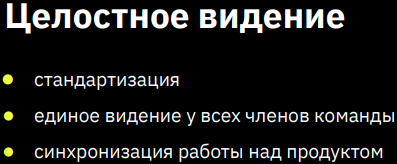 Целостное видение
стандартизация
единое видение у всех членов команды
синхронизация работы над продуктом